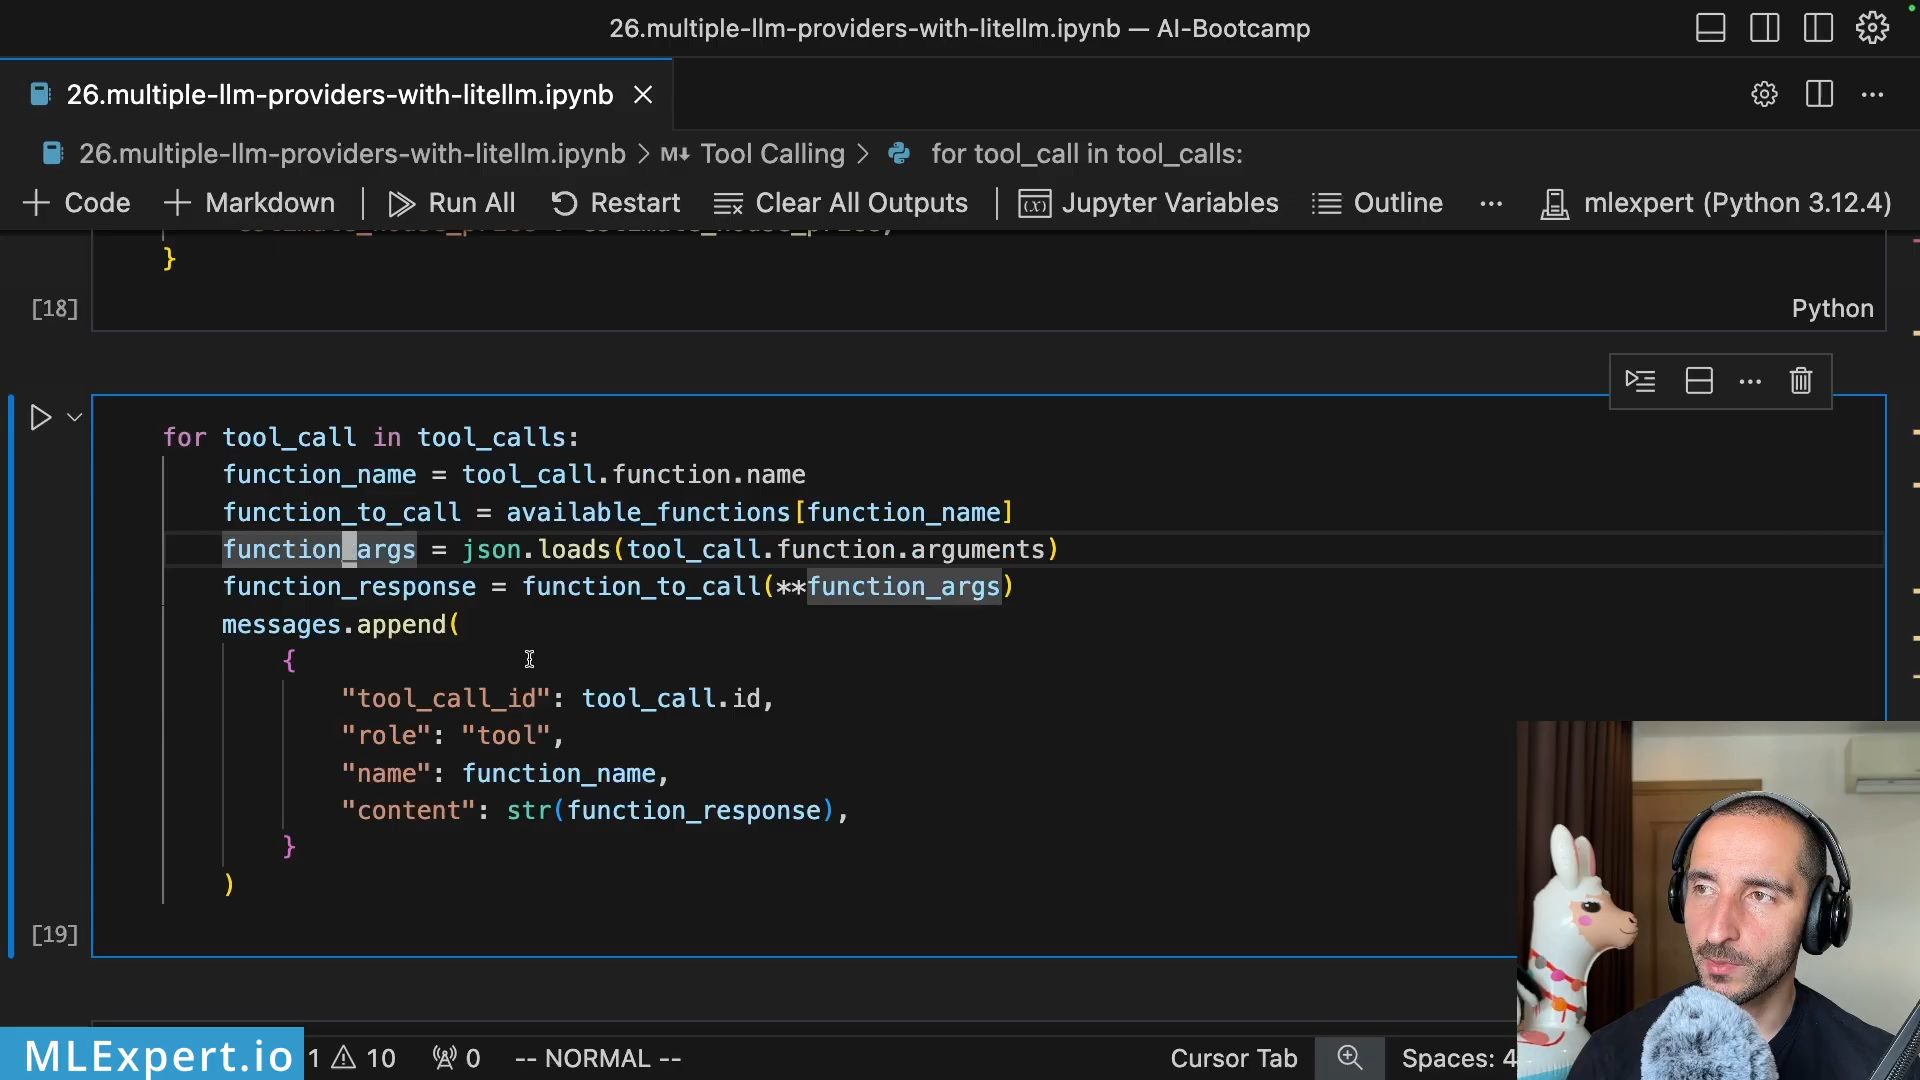 26.multiple-llm-providers-with-litellm.ipynb — AI-Bootcamp
26.multiple-llm-providers-with-litellm.ipynb
26.multiple-llm-providers-with-litellm.ipynb > M↓ Tool Calling > for tool_call in tool_calls:
+ Code + Markdown | Run All Restart Clear All Outputs | Jupyter Variables Outline ... mlexpert (Python 3.12.4)
}
[18]
Python
for tool_call in tool_calls:
function_name = tool_call.function.name
function_to_call = available_functions[function_name]
function_args = json.loads(tool_call.function.arguments)
function_response = function_to_call(**function_args)
messages.append(
{
"tool_call_id": tool_call.id,
"role": "tool",
"name": function_name,
"content": str(function_response),
}
)
[19]
MLExpert.io 1 10 0 -- NORMAL -- Cursor Tab Spaces: 4